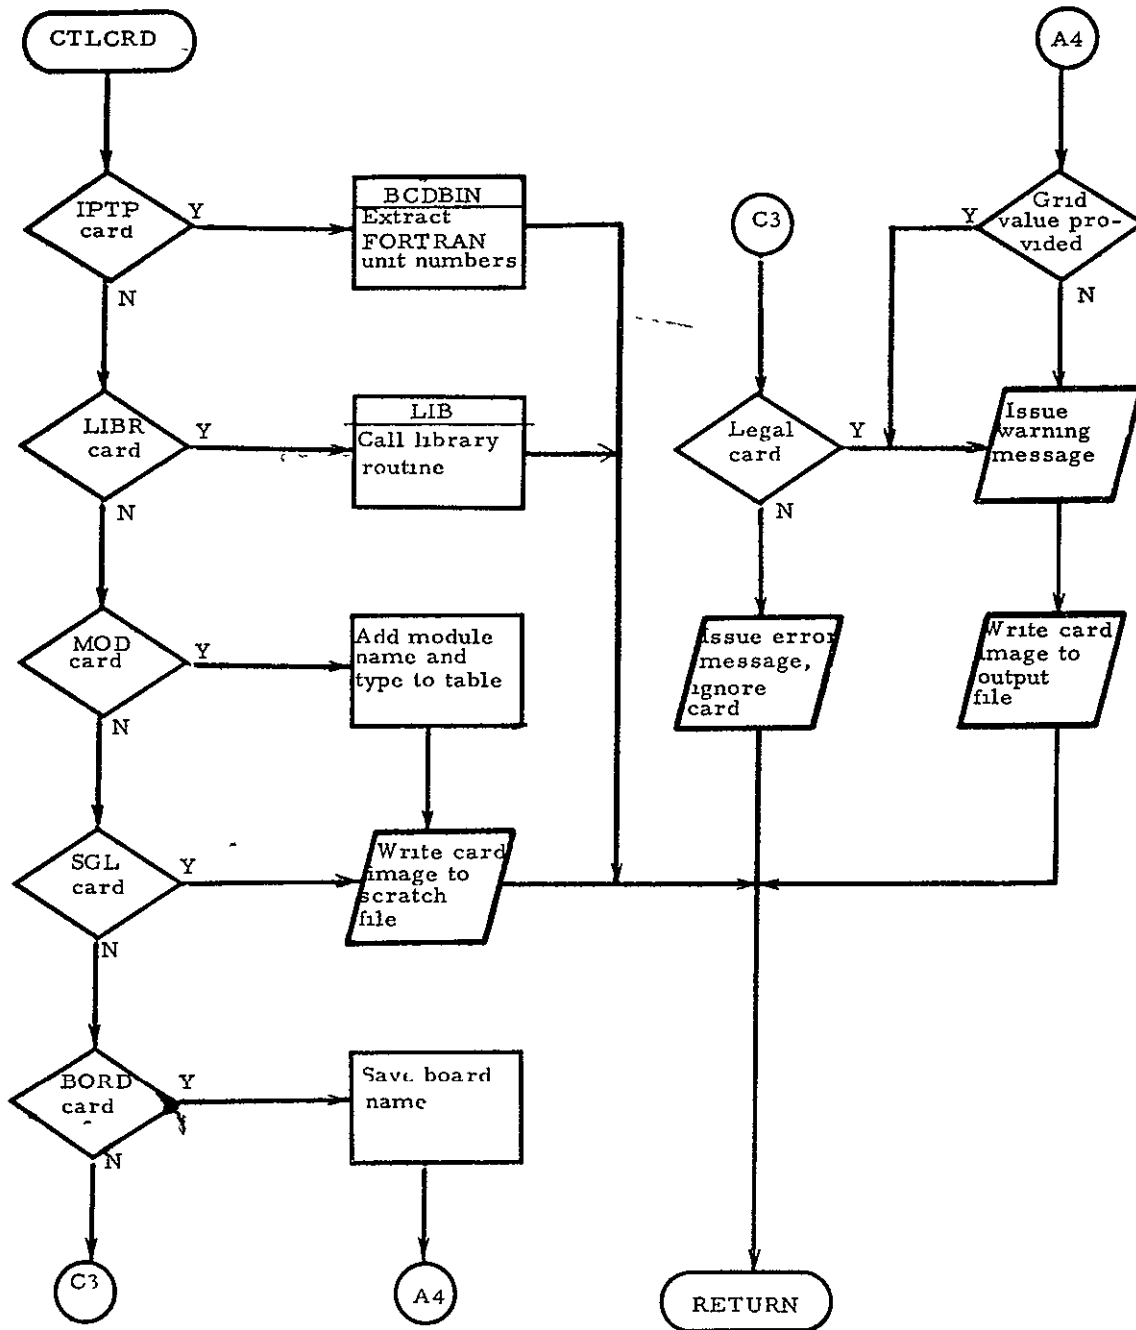 CTLCRD
IPTP
card
Y
N
BCDBIN
Extract
FORTRAN
unit numbers
LIBR
card
Y
N
LIB
Call library
routine
MOD
card
Y
N
Add module
name and
type to table
SGL
card
Y
N
Write card
image to
scratch
file
BORD
card
Y
N
Save board
name
C3
A4
C3
Legal
card
Y
N
Issue error
message,
ignore
card
A4
Grid
value pro-
vided
Y
N
Issue
warning
message
Write card
image to
output
file
RETURN